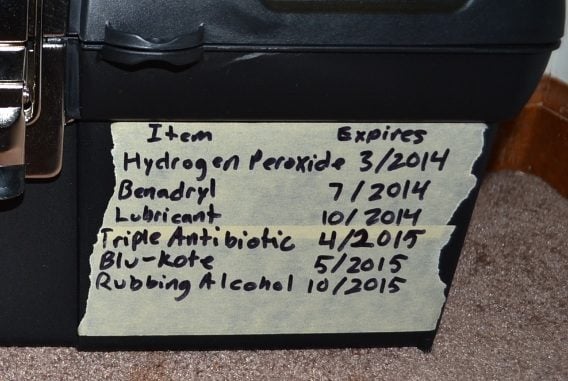 Item Expires
Hydrogen Peroxide 3/2014
Benadryl 7/2014
Lubricant 10/2014
Triple Antibiotic 4/2015
Blu-Kote 5/2015
Rubbing Alcohol 10/2015